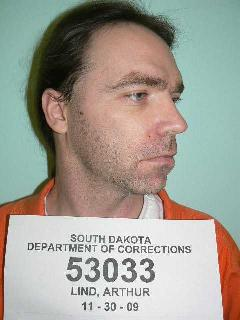 SOUTH DAKOTA
DEPARTMENT OF CORRECTIONS
53033
LIND, ARTHUR
11 - 30 - 09